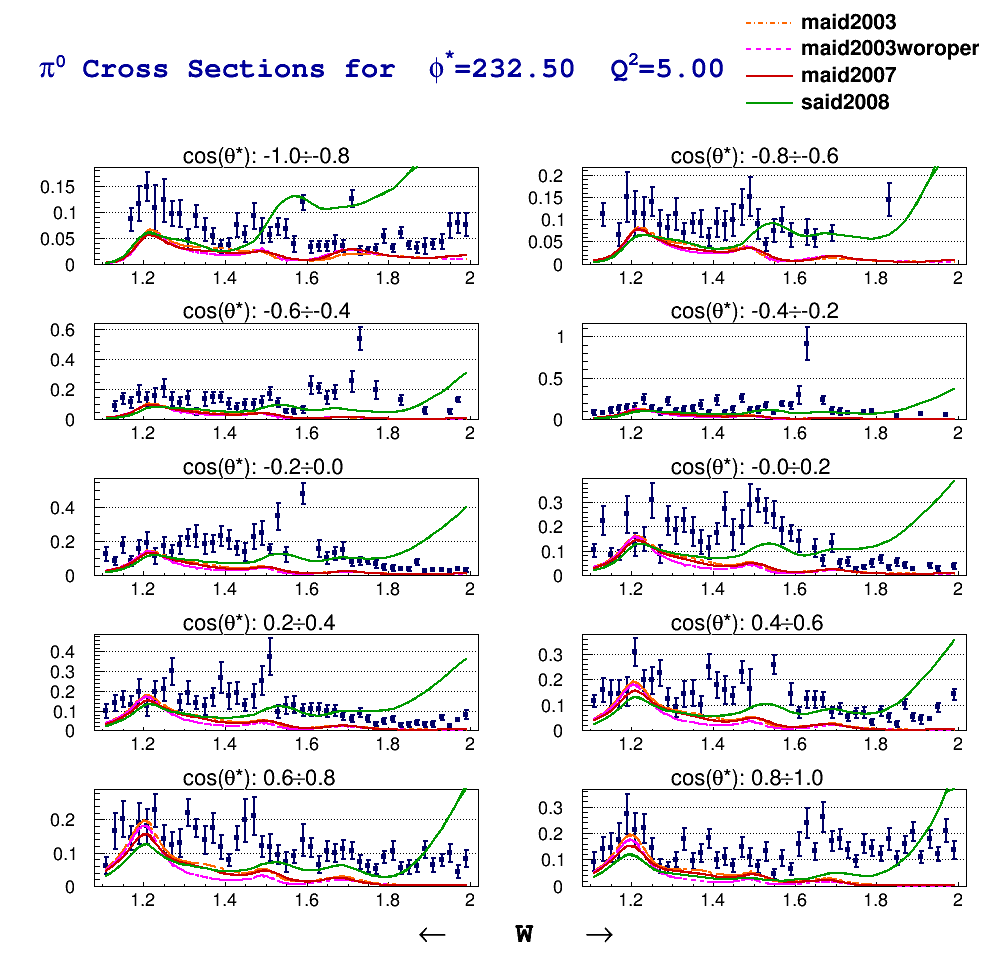 maid2003
maid2003woroper
maid2007
said2008
π⁰ Cross Sections for ϕ*=232.50 Q²=5.00
cos(θ*): -1.0÷-0.8
0.15
0.1
0.05
0
1.2 1.4 1.6 1.8 2
cos(θ*): -0.8÷-0.6
0.2
0.15
0.1
0.05
0
1.2 1.4 1.6 1.8 2
cos(θ*): -0.6÷-0.4
0.6
0.4
0.2
0
1.2 1.4 1.6 1.8 2
cos(θ*): -0.4÷-0.2
1
0.5
0
1.2 1.4 1.6 1.8 2
cos(θ*): -0.2÷0.0
0.4
0.2
0
1.2 1.4 1.6 1.8 2
cos(θ*): -0.0÷0.2
0.3
0.2
0.1
0
1.2 1.4 1.6 1.8 2
cos(θ*): 0.2÷0.4
0.4
0.3
0.2
0.1
0
1.2 1.4 1.6 1.8 2
cos(θ*): 0.4÷0.6
0.3
0.2
0.1
0
1.2 1.4 1.6 1.8 2
cos(θ*): 0.6÷0.8
0.2
0.1
0
1.2 1.4 1.6 1.8 2
cos(θ*): 0.8÷1.0
0.3
0.2
0.1
0
1.2 1.4 1.6 1.8 2
← W →